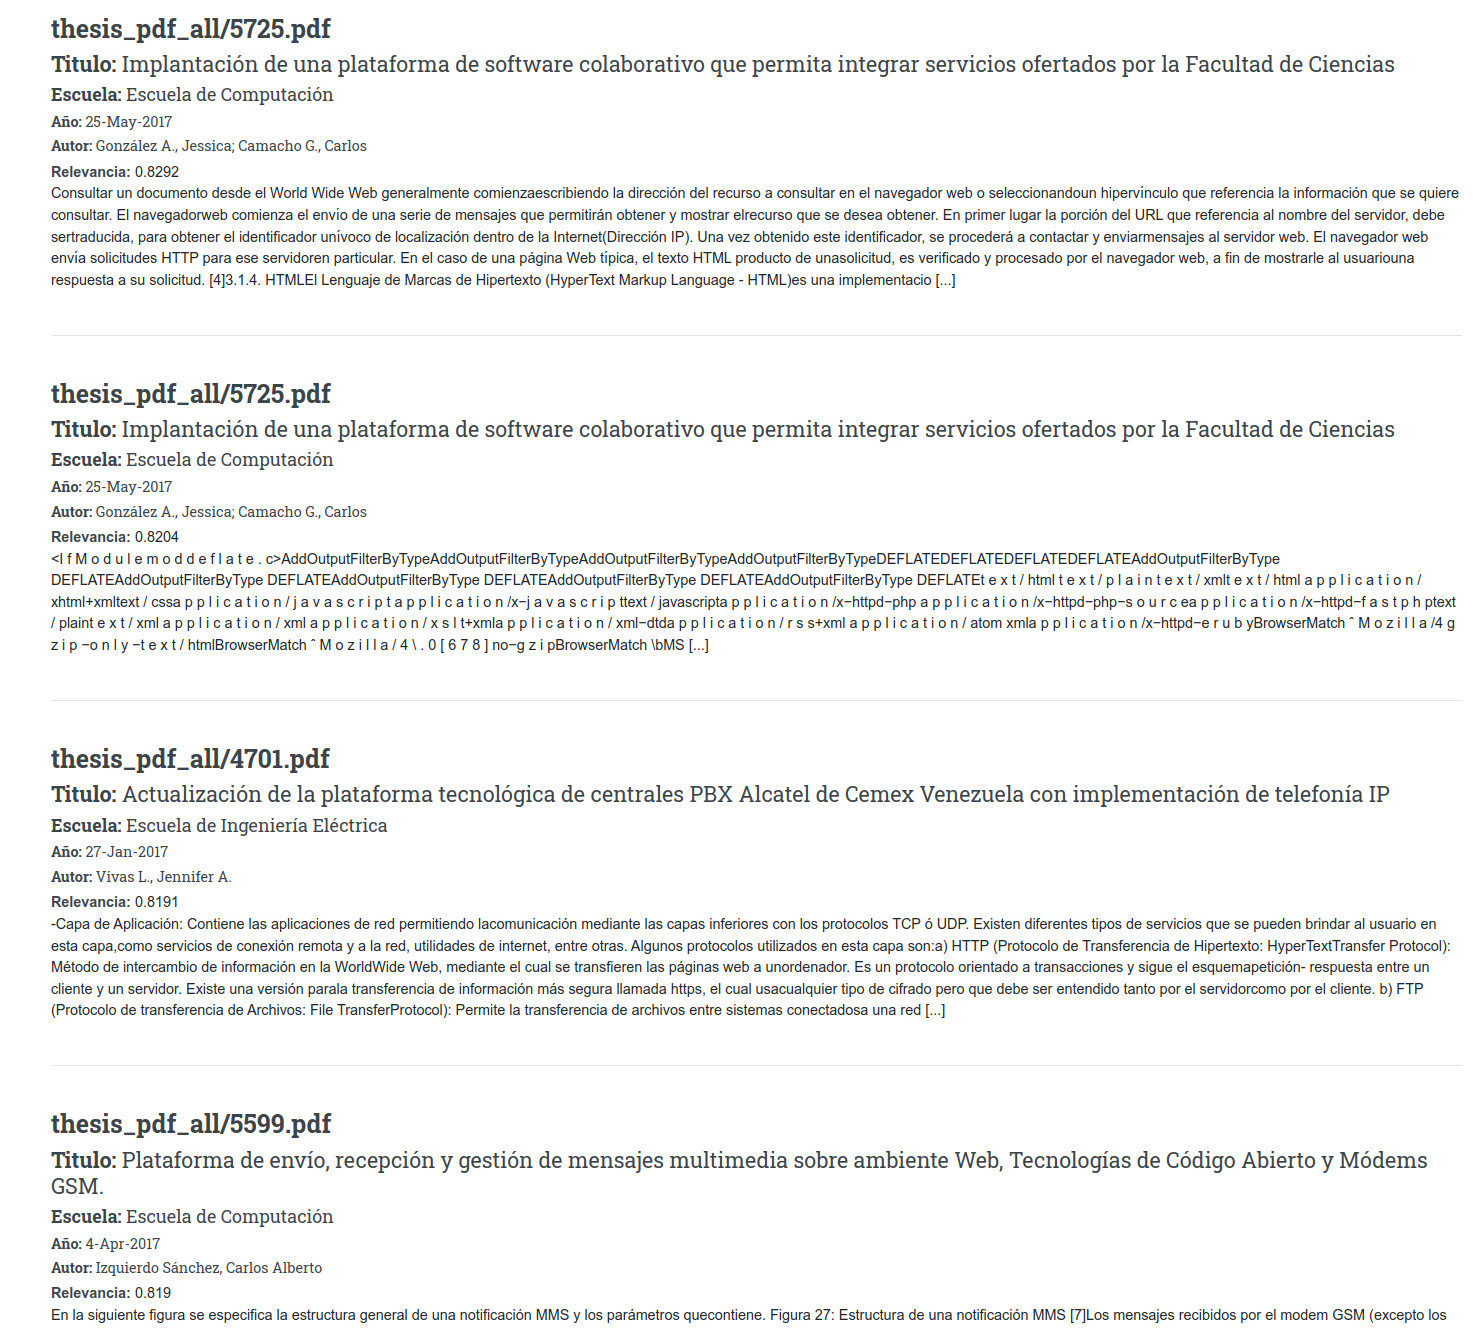 thesis_pdf_all/5725.pdf
Titulo: Implantación de una plataforma de software colaborativo que permita integrar servicios ofertados por la Facultad de Ciencias
Escuela: Escuela de Computación
Año: 25-May-2017
Autor: González A., Jessica; Camacho G., Carlos
Relevancia: 0.8292
Consultar un documento desde el World Wide Web generalmente comienzaescribiendo la dirección del recurso a consultar en el navegador web o seleccionandoun hipervínculo que referencia la información que se quiere
consultar. El navegadorweb comienza el envío de una serie de mensajes que permitirán obtener y mostrar elrecurso que se desea obtener. En primer lugar la porción del URL que referencia al nombre del servidor, debe
sertraducida, para obtener el identificador unívoco de localización dentro de la Internet(Dirección IP). Una vez obtenido este identificador, se procederá a contactar y enviarmensajes al servidor web. El navegador web
envía solicitudes HTTP para ese servidoren particular. En el caso de una página Web típica, el texto HTML producto de unasolicitud, es verificado y procesado por el navegador web, a fin de mostrarle al usuariouna
respuesta a su solicitud. [4]3.1.4. HTMLEl Lenguaje de Marcas de Hipertexto (HyperText Markup Language - HTML)es una implementacio [...]
thesis_pdf_all/5725.pdf
Titulo: Implantación de una plataforma de software colaborativo que permita integrar servicios ofertados por la Facultad de Ciencias
Escuela: Escuela de Computación
Año: 25-May-2017
Autor: González A., Jessica; Camacho G., Carlos
Relevancia: 0.8204
<I f M o d u l e m o d d e f l a t e . c>AddOutputFilterByTypeAddOutputFilterByTypeAddOutputFilterByTypeAddOutputFilterByTypeDEFLATEDEFLATEDEFLATEDEFLATEAddOutputFilterByType
DEFLATEAddOutputFilterByType DEFLATEAddOutputFilterByType DEFLATEAddOutputFilterByType DEFLATEAddOutputFilterByType DEFLATEt e x t / html t e x t / p l a i n t e x t / xmlt e x t / html a p p l i c a t i o n /
xhtml+xmltext / cssa p p l i c a t i o n / j a v a s c r i p t a p p l i c a t i o n /x−j a v a s c r i p ttext / javascripta p p l i c a t i o n /x−httpd−php a p p l i c a t i o n /x−httpd−php−s o u r c ea p p l i c a t i o n /x−httpd−f a s t p h ptext
/ plaint e x t / xml a p p l i c a t i o n / xml a p p l i c a t i o n / x s l t+xmla p p l i c a t i o n / xml−dtda p p l i c a t i o n / r s s+xml a p p l i c a t i o n / atom xmla p p l i c a t i o n /x−httpd−e r u b yBrowserMatch ˆ M o z i l l a /4 g
z i p −o n l y −t e x t / htmlBrowserMatch ˆ M o z i l l a / 4 \ . 0 [ 6 7 8 ] no−g z i pBrowserMatch \bMS [...]
thesis_pdf_all/4701.pdf
Titulo: Actualización de la plataforma tecnológica de centrales PBX Alcatel de Cemex Venezuela con implementación de telefonía IP
Escuela: Escuela de Ingeniería Eléctrica
Año: 27-Jan-2017
Autor: Vivas L., Jennifer A.
Relevancia: 0.8191
-Capa de Aplicación: Contiene las aplicaciones de red permitiendo lacomunicación mediante las capas inferiores con los protocolos TCP ó UDP. Existen diferentes tipos de servicios que se pueden brindar al usuario en
esta capa,como servicios de conexión remota y a la red, utilidades de internet, entre otras. Algunos protocolos utilizados en esta capa son:a) HTTP (Protocolo de Transferencia de Hipertexto: HyperTextTransfer Protocol):
Método de intercambio de información en la WorldWide Web, mediante el cual se transfieren las páginas web a unordenador. Es un protocolo orientado a transacciones y sigue el esquemapetición- respuesta entre un
cliente y un servidor. Existe una versión parala transferencia de información más segura llamada https, el cual usacualquier tipo de cifrado pero que debe ser entendido tanto por el servidorcomo por el cliente. b) FTP
(Protocolo de transferencia de Archivos: File TransferProtocol): Permite la transferencia de archivos entre sistemas conectadosa una red [...]
thesis_pdf_all/5599.pdf
Titulo: Plataforma de envío, recepción y gestión de mensajes multimedia sobre ambiente Web, Tecnologías de Código Abierto y Módems
GSM.
Escuela: Escuela de Computación
Año: 4-Apr-2017
Autor: Izquierdo Sánchez, Carlos Alberto
Relevancia: 0.819
En la siguiente figura se especifica la estructura general de una notificación MMS y los parámetros quecontiene. Figura 27: Estructura de una notificación MMS [7]Los mensajes recibidos por el modem GSM (excepto los